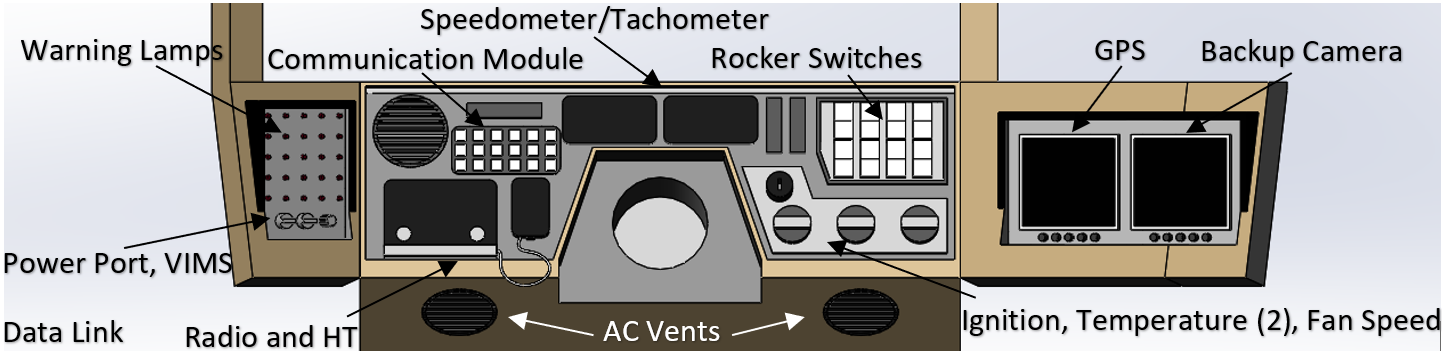 Speedometer/Tachometer
Warning Lamps
Communication Module
Rocker Switches
GPS
Backup Camera
Power Port, VIMS
Data Link
Radio and HT
AC Vents
Ignition, Temperature (2), Fan Speed